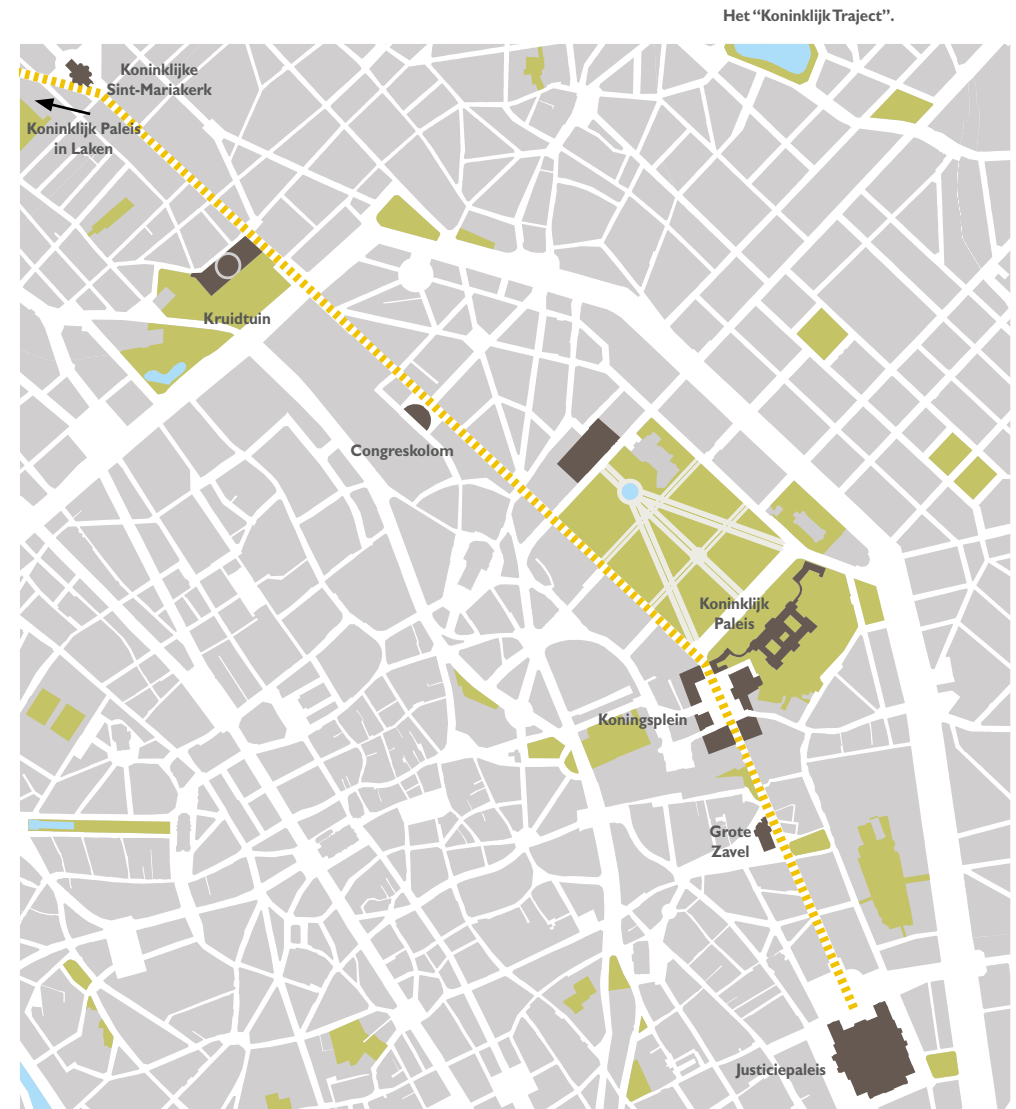 Het “Koninklijk Traject”.
Koninklijke
Sint-Mariakerk
Koninklijk Paleis
in Laken
Kruidtuin
Congreskolom
Koninklijk
Paleis
Koningsplein
Grote
Zavel
Justiciepaleis